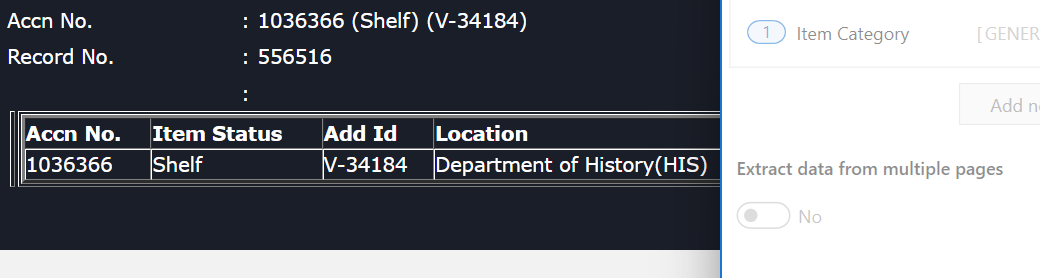 Accn No. : 1036366 (Shelf) (V-34184)
Record No. : 556516
:
Accn No. Item Status Add Id Location
1036366 Shelf V-34184 Department of History(HIS)
1 Item Category [GENER
Add
Extract data from multiple pages
No